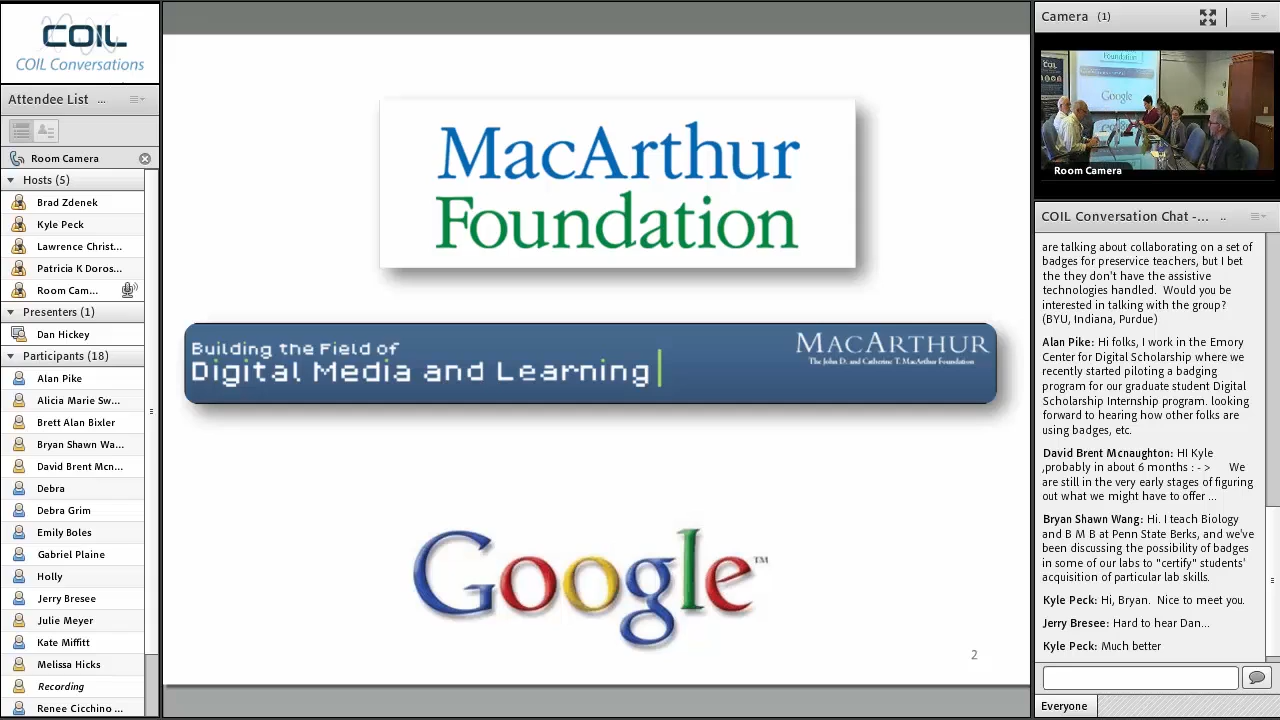 COIL
COIL Conversations
Attendee List ...
Room Camera
Hosts (5)
Brad Zdenek
Kyle Peck
Lawrence Christ...
Patricia K Doros...
Room Cam...
Presenters (1)
Dan Hickey
Participants (18)
Alan Pike
Alicia Marie Sw...
Brett Alan Bixler
Bryan Shawn Wa...
David Brent Mcn...
Debra
Debra Grim
Emily Boles
Gabriel Plaine
Holly
Jerry Bresee
Julie Meyer
Kate Miffitt
Melissa Hicks
Recording
Renee Cicchino ...
MacArthur
Foundation
Building the Field of
Digital Media and Learning
MACARTHUR
The John D. and Catherine T. MacArthur Foundation
Google™
2
Camera (1)
Foundation
Google
Room Camera
COIL Conversation Chat -... ..
are talking about collaborating on a set of
badges for preservice teachers, but I bet
the they don't have the assistive
technologies handled. Would you be
interested in talking with the group?
(BYU, Indiana, Purdue)
Alan Pike: Hi folks, I work in the Emory
Center for Digital Scholarship where we
recently started piloting a badging
program for our graduate student Digital
Scholarship Internship program. looking
forward to hearing how other folks are
using badges, etc.
David Brent Mcnaughton: HI Kyle
,probably in about 6 months : - > We
are still in the very early stages of figuring
out what we might have to offer ...
Bryan Shawn Wang: Hi. I teach Biology
and B M B at Penn State Berks, and we've
been discussing the possibility of badges
in some of our labs to "certify" students'
acquisition of particular lab skills.
Kyle Peck: Hi, Bryan. Nice to meet you.
Jerry Bresee: Hard to hear Dan...
Kyle Peck: Much better
Everyone